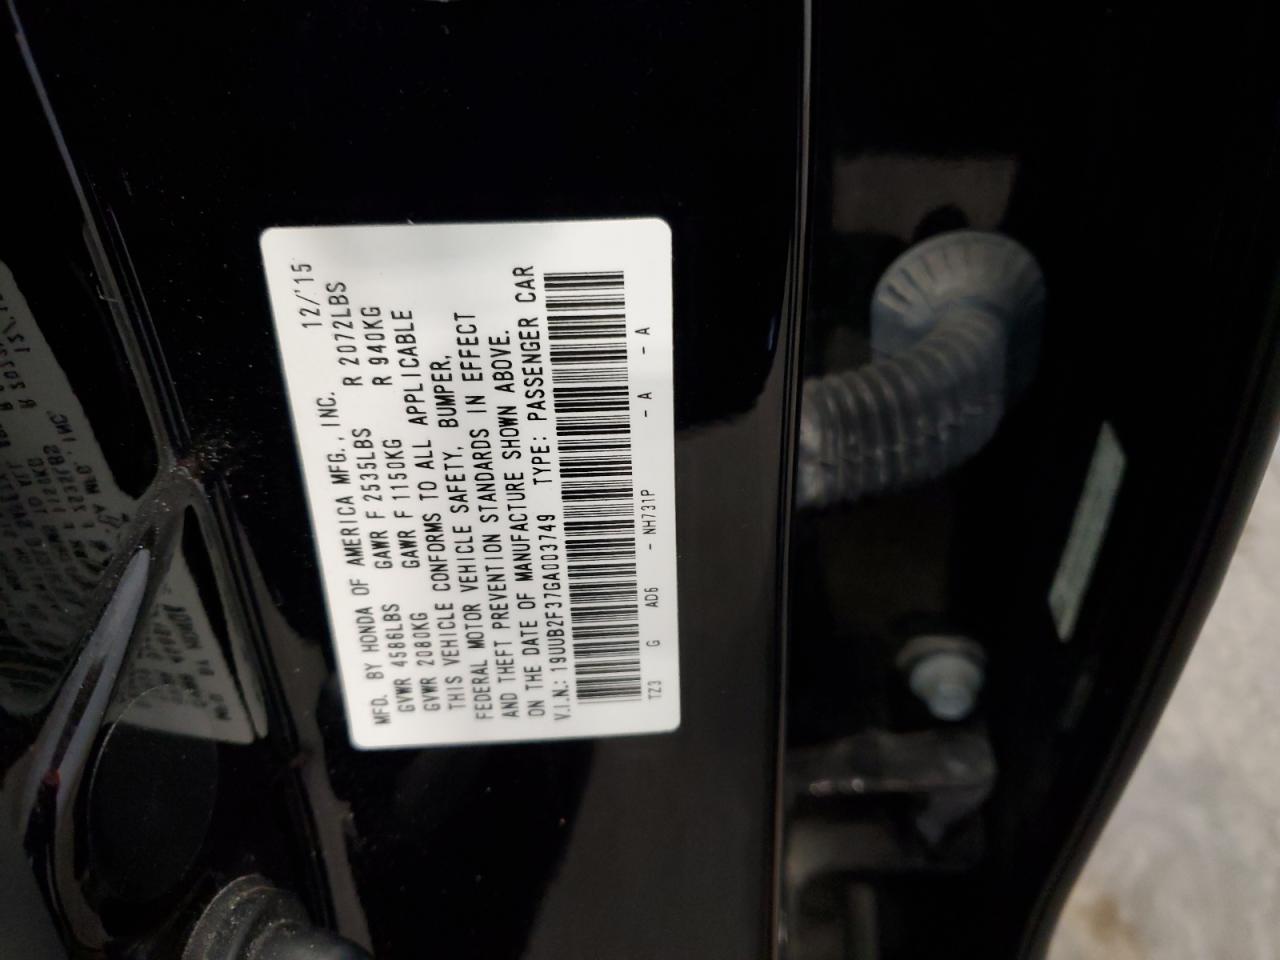 MFD. BY HONDA OF AMERICA MFG., INC. 12/'15
GVWR 4586LBS GAWR F 2535LBS R 2072LBS
GVWR 2080KG GAWR F 1150KG R 940KG
THIS VEHICLE CONFORMS TO ALL APPLICABLE
FEDERAL MOTOR VEHICLE SAFETY, BUMPER,
AND THEFT PREVENTION STANDARDS IN EFFECT
ON THE DATE OF MANUFACTURE SHOWN ABOVE.
V.I.N.: 19UUB2F37GA003749 TYPE: PASSENGER CAR
TZ3 G AD6 - NH731P - A - A